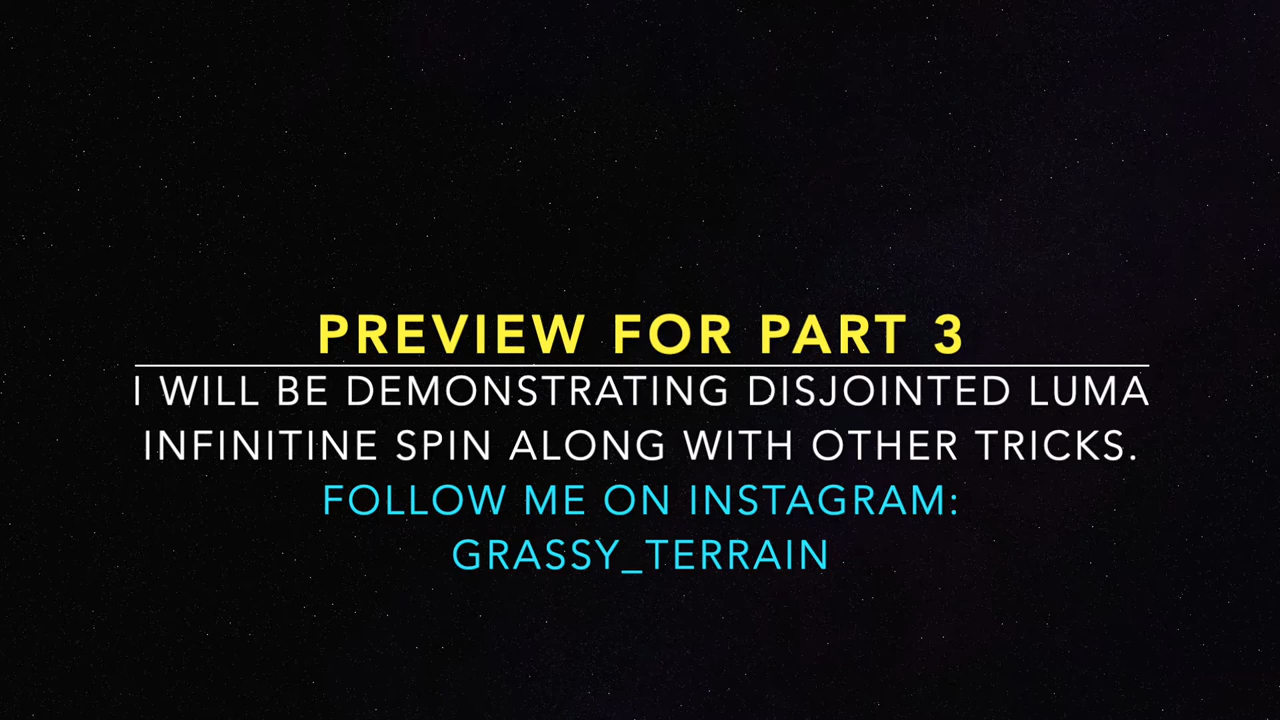 PREVIEW FOR PART 3
I WILL BE DEMONSTRATING DISJOINTED LUMA
INFINITINE SPIN ALONG WITH OTHER TRICKS.
FOLLOW ME ON INSTAGRAM:
GRASSY_TERRAIN